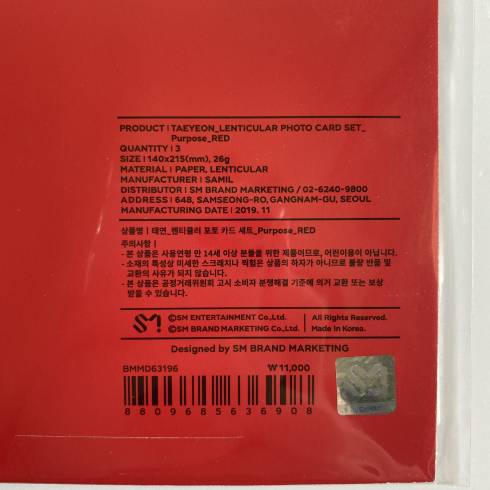 PRODUCT | TAEYEON_LENTICULAR PHOTO CARD SET_
Purpose_RED
QUANTITY | 3
SIZE | 140x215(mm), 26g
MATERIAL | PAPER, LENTICULAR
MANUFACTURER | SAMIL
DISTRIBUTOR | SM BRAND MARKETING / 02-6240-9800
ADDRESS | 648, SAMSEONG-RO, GANGNAM-GU, SEOUL
MANUFACTURING DATE | 2019. 11
상품명 | 태연_렌티큘러 포토 카드 세트_Purpose_RED
주의사항 |
- 본 상품은 사용연령 만 14세 이상 분들을 위한 제품이므로, 어린이용이 아닙니다.
- 소재의 특성상 미세한 스크래치나 찍힘은 상품의 하자가 아니므로 불량 반품 및
교환의 사유가 되지 않습니다.
- 본 상품은 공정거래위원회 고시 소비자 분쟁해결 기준에 의거 교환 또는 보상
받을 수 있습니다.
SM ©SM ENTERTAINMENT Co.,Ltd. | All Rights Reserved.
©SM BRAND MARKETING Co.,Ltd. | Made in Korea.
Designed by SM BRAND MARKETING
BMMD63196 ₩11,000
8809685636908
SM